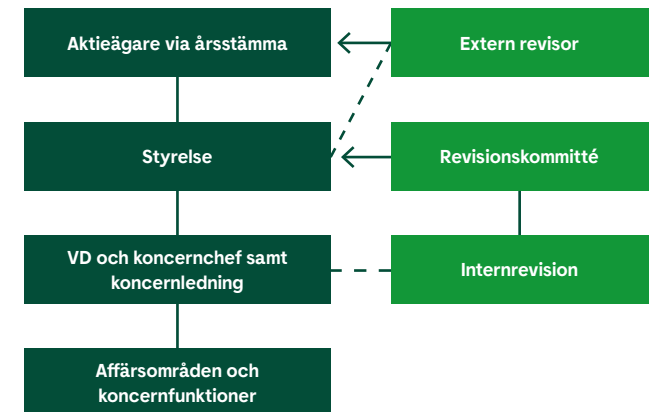 Aktieägare via årsstämma
Extern revisor
Styrelse
Revisionskommitté
VD och koncernchef samt
koncernledning
Internrevision
Affärsområden och
koncernfunktioner